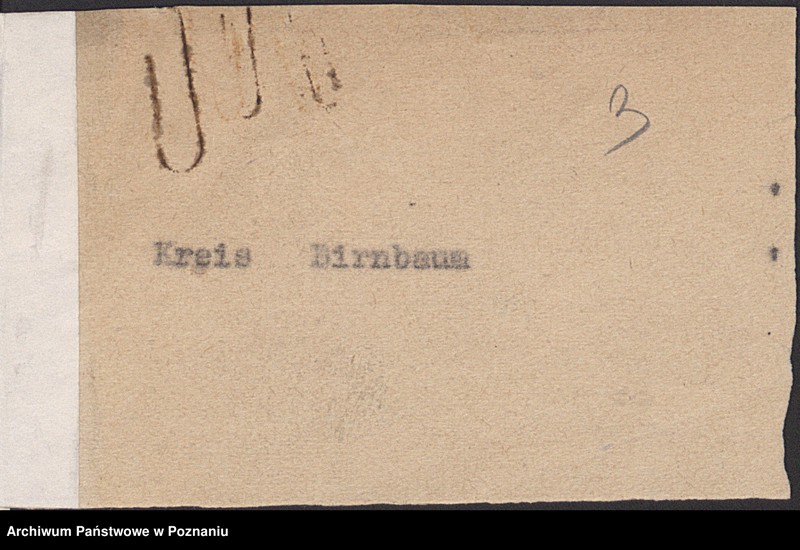 3
Kreis Birnbaum
Archiwum Państwowe w Poznaniu